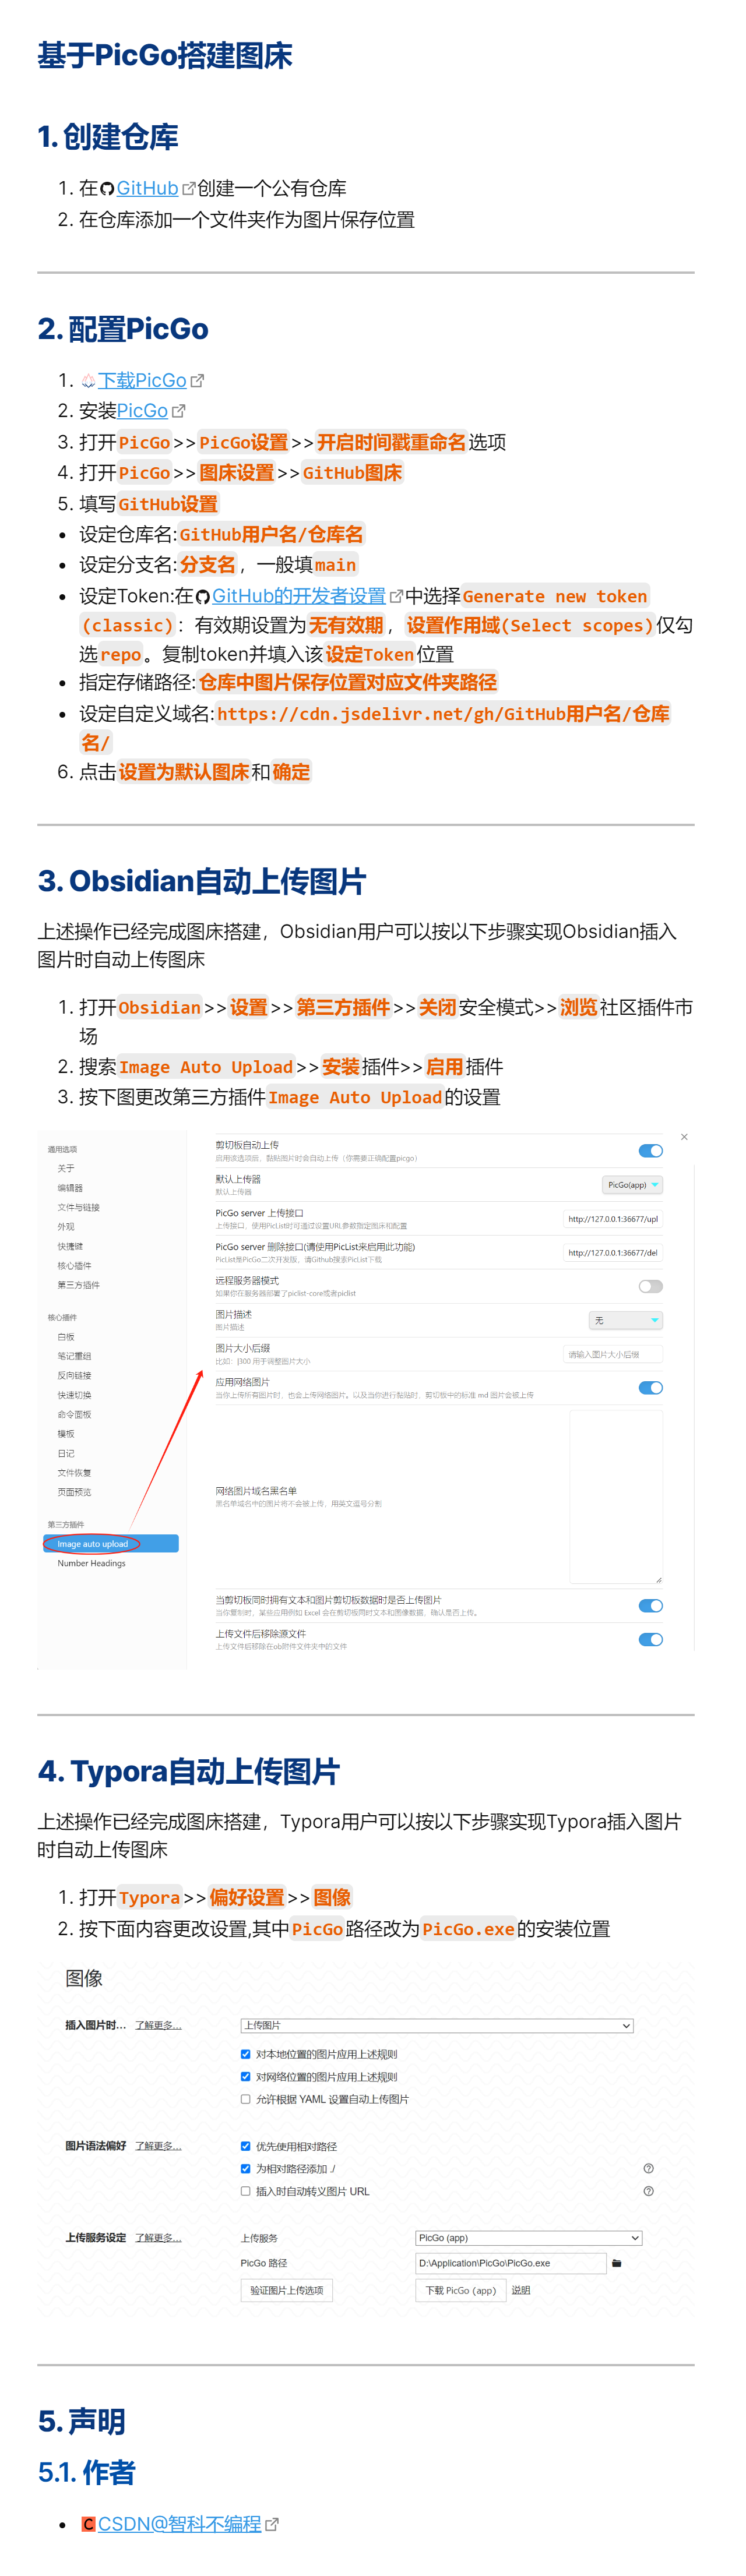 基于PicGo搭建图床
1. 创建仓库
1. 在GitHub创建一个公有仓库
2. 在仓库添加一个文件夹作为图片保存位置
2. 配置PicGo
1. 下载PicGo
2. 安装PicGo
3. 打开PicGo>>PicGo设置>>开启时间戳重命名选项
4. 打开PicGo>>图床设置>>GitHub图床
5. 填写GitHub设置
• 设定仓库名:GitHub用户名/仓库名
• 设定分支名:分支名，一般填main
• 设定Token:在GitHub的开发者设置中选择Generate new token
(classic)：有效期设置为无有效期，设置作用域(Select scopes)仅勾
选repo。复制token并填入该设定Token位置
• 指定存储路径:仓库中图片保存位置对应文件夹路径
• 设定自定义域名:https://cdn.jsdelivr.net/gh/GitHub用户名/仓库
名/
6. 点击设置为默认图床和确定
3. Obsidian自动上传图片
上述操作已经完成图床搭建，Obsidian用户可以按以下步骤实现Obsidian插入
图片时自动上传图床
1. 打开Obsidian>>设置>>第三方插件>>关闭安全模式>>浏览社区插件市
场
2. 搜索Image Auto Upload>>安装插件>>启用插件
3. 按下图更改第三方插件Image Auto Upload的设置
通用选项
关于
编辑器
文件与链接
外观
快捷键
核心插件
第三方插件
核心插件
白板
笔记重组
反向链接
快速切换
命令面板
模板
日记
文件恢复
页面预览
第三方插件
Image auto upload
Number Headings
剪切板自动上传
启用该选项后，黏贴图片时会自动上传（你需要正确配置picgo）
默认上传器
默认上传器
PicGo(app)
PicGo server 上传接口
上传接口，使用PicList时可通过设置URL参数指定图床和配置
http://127.0.0.1:36677/upl
PicGo server 删除接口(请使用PicList来启用此功能)
PicList是PicGo二次开发版，请Github搜索PicList下载
http://127.0.0.1:36677/del
远程服务器模式
如果你在服务器部署了piclist-core或者piclist
图片描述
图片描述
无
图片大小后缀
比如：|300 用于调整图片大小
请输入图片大小后缀
应用网络图片
当你上传所有图片时，也会上传网络图片。以及当你进行黏贴时，剪切板中的标准 md 图片会被上传
网络图片域名黑名单
黑名单域名中的图片将不会被上传，用英文逗号分割
当剪切板同时拥有文本和图片剪切板数据时是否上传图片
当你复制时，某些应用例如 Excel 会在剪切板同时文本和图像数据，确认是否上传。
上传文件后移除源文件
上传文件后移除在ob附件文件夹中的文件
4. Typora自动上传图片
上述操作已经完成图床搭建，Typora用户可以按以下步骤实现Typora插入图片
时自动上传图床
1. 打开Typora>>偏好设置>>图像
2. 按下面内容更改设置,其中PicGo路径改为PicGo.exe的安装位置
图像
插入图片时... 了解更多... 上传图片
对本地位置的图片应用上述规则
对网络位置的图片应用上述规则
允许根据 YAML 设置自动上传图片
图片语法偏好 了解更多... 优先使用相对路径
为相对路径添加 ./
插入时自动转义图片 URL
上传服务设定 了解更多... 上传服务 PicGo (app)
PicGo 路径 D:\Application\PicGo\PicGo.exe
验证图片上传选项 下载 PicGo (app) 说明
5. 声明
5.1. 作者
• CSDN@智科不编程